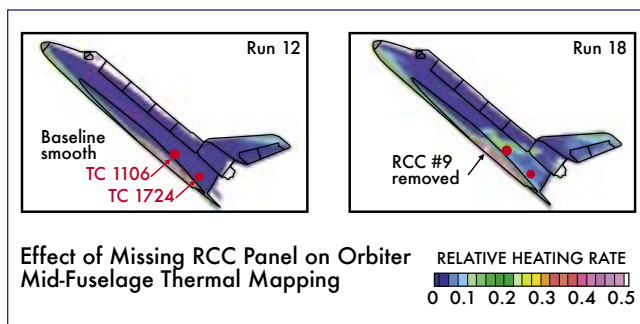 Run 12
Baseline
smooth
TC 1106
TC 1724
Run 18
RCC #9
removed
Effect of Missing RCC Panel on Orbiter
Mid-Fuselage Thermal Mapping
RELATIVE HEATING RATE
0 0.1 0.2 0.3 0.4 0.5